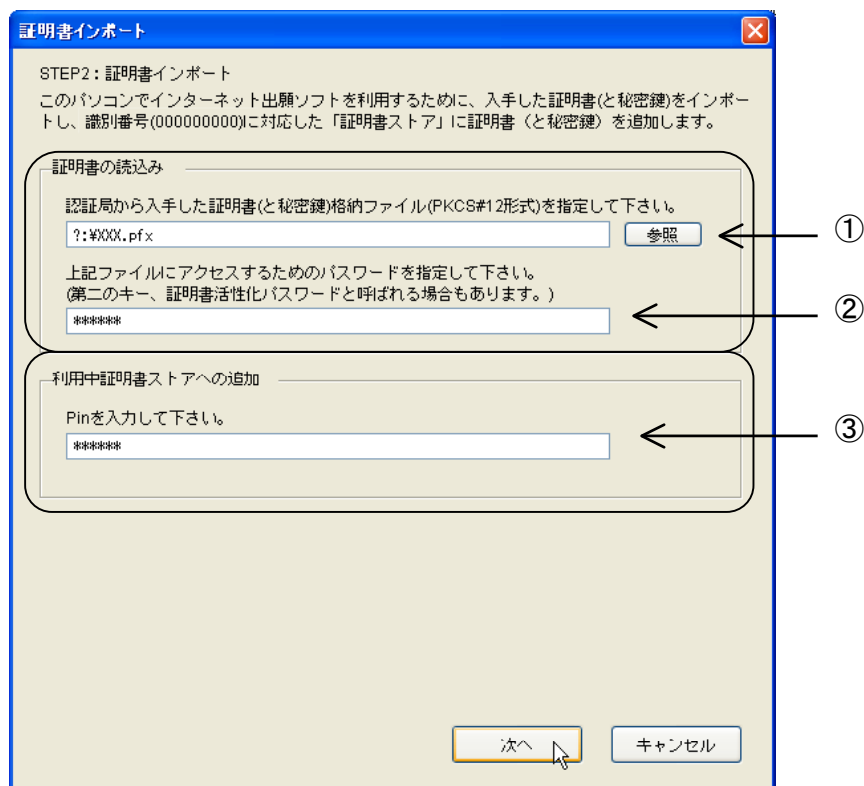 証明書インポート
STEP2:証明書インポート
このパソコンでインターネット出願ソフトを利用するために、入手した証明書(と秘密鍵)をインポー
トし、識別番号(000000000)に対応した「証明書ストア」に証明書（と秘密鍵）を追加します。
証明書の読込み
認証局から入手した証明書(と秘密鍵)格納ファイル(PKCS#12形式)を指定して下さい。
?:¥XXX.pfx
参照
①
上記ファイルにアクセスするためのパスワードを指定して下さい。
(第二のキー、証明書活性化パスワードと呼ばれる場合もあります。)
******
②
利用中証明書ストアへの追加
Pinを入力して下さい。
******
③
次へ
キャンセル